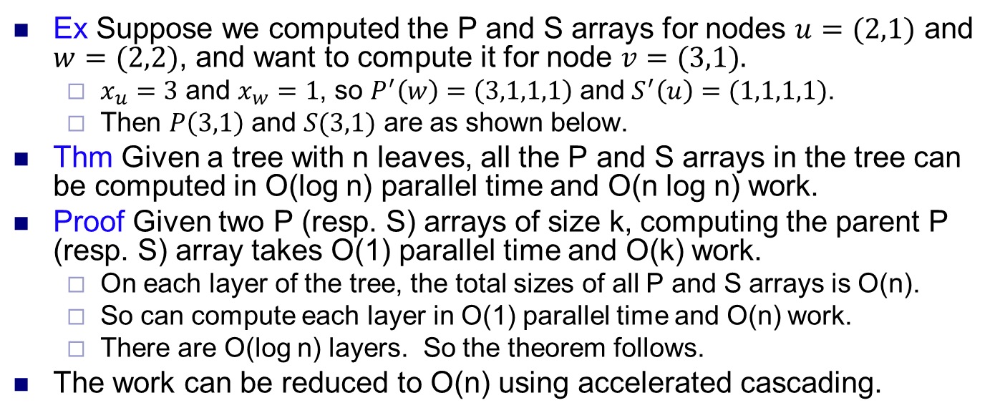 Ex Suppose we computed the P and S arrays for nodes u = (2,1) and
w = (2,2), and want to compute it for node v = (3,1).
x_u = 3 and x_w = 1, so P′(w) = (3,1,1,1) and S′(u) = (1,1,1,1).
Then P(3,1) and S(3,1) are as shown below.
Thm Given a tree with n leaves, all the P and S arrays in the tree can
be computed in O(log n) parallel time and O(n log n) work.
Proof Given two P (resp. S) arrays of size k, computing the parent P
(resp. S) array takes O(1) parallel time and O(k) work.
On each layer of the tree, the total sizes of all P and S arrays is O(n).
So can compute each layer in O(1) parallel time and O(n) work.
There are O(log n) layers. So the theorem follows.
The work can be reduced to O(n) using accelerated cascading.